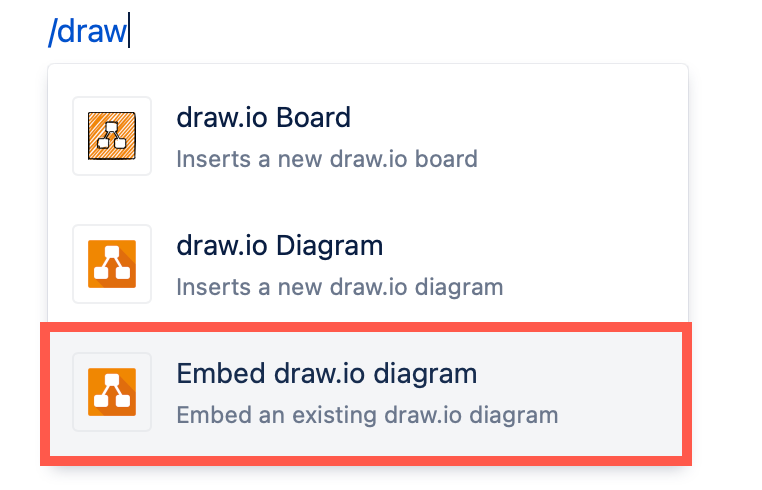 /draw
draw.io Board
Inserts a new draw.io board
draw.io Diagram
Inserts a new draw.io diagram
Embed draw.io diagram
Embed an existing draw.io diagram